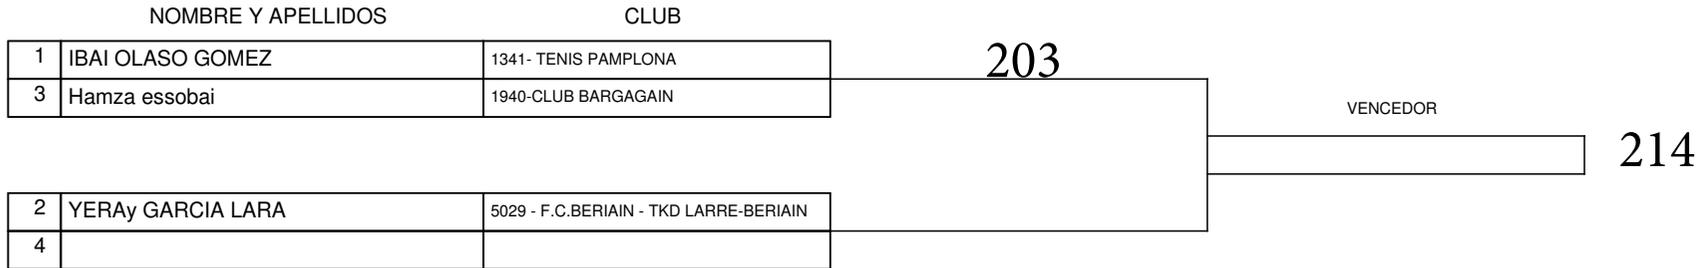 NOMBRE Y APELLIDOS CLUB
1 IBAI OLASO GOMEZ 1341- TENIS PAMPLONA 203
3 Hamza essobai 1940-CLUB BARGAGAIN
VENCEDOR
214
2 YERAy GARCIA LARA 5029 - F.C.BERIAIN - TKD LARRE-BERIAIN
4